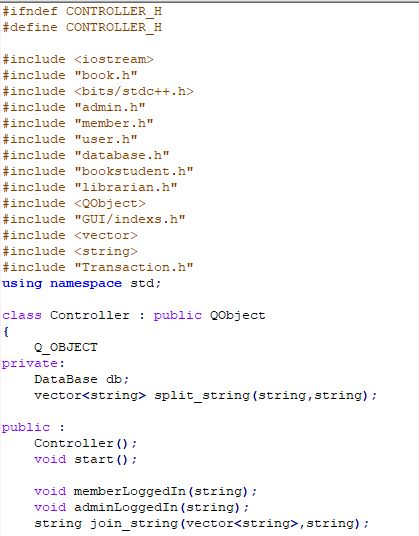 #ifndef CONTROLLER_H
#define CONTROLLER_H

#include <iostream>
#include "book.h"
#include <bits/stdc++.h>
#include "admin.h"
#include "member.h"
#include "user.h"
#include "database.h"
#include "bookstudent.h"
#include "librarian.h"
#include <QObject>
#include "GUI/indexs.h"
#include <vector>
#include <string>
#include "Transaction.h"
using namespace std;

class Controller : public QObject
{
    Q_OBJECT
private:
    DataBase db;
    vector<string> split_string(string,string);

public :
    Controller();
    void start();

    void memberLoggedIn(string);
    void adminLoggedIn(string);
    string join_string(vector<string>,string);